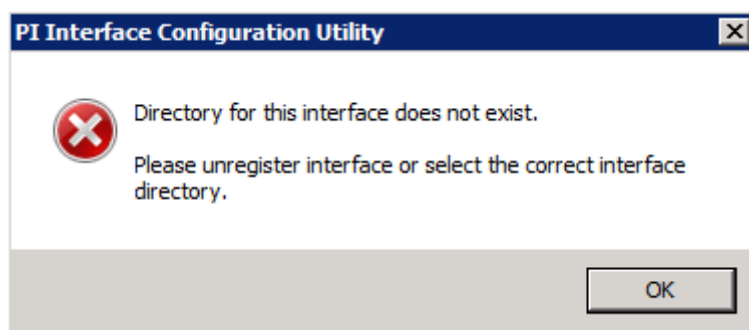 PI Interface Configuration Utility
Directory for this interface does not exist.
Please unregister interface or select the correct interface
directory.
OK